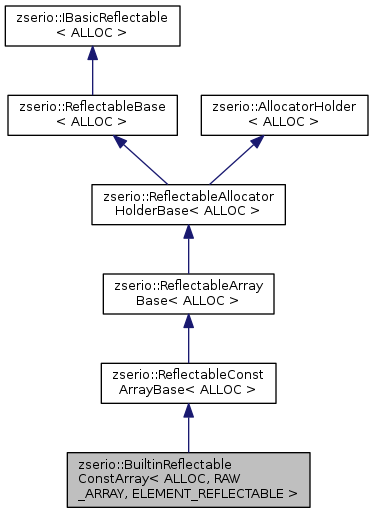 zserio::IBasicReflectable
< ALLOC >
zserio::ReflectableBase
< ALLOC >
zserio::AllocatorHolder
< ALLOC >
zserio::ReflectableAllocator
HolderBase< ALLOC >
zserio::ReflectableArray
Base< ALLOC >
zserio::ReflectableConst
ArrayBase< ALLOC >
zserio::BuiltinReflectable
ConstArray< ALLOC, RAW
_ARRAY, ELEMENT_REFLECTABLE >